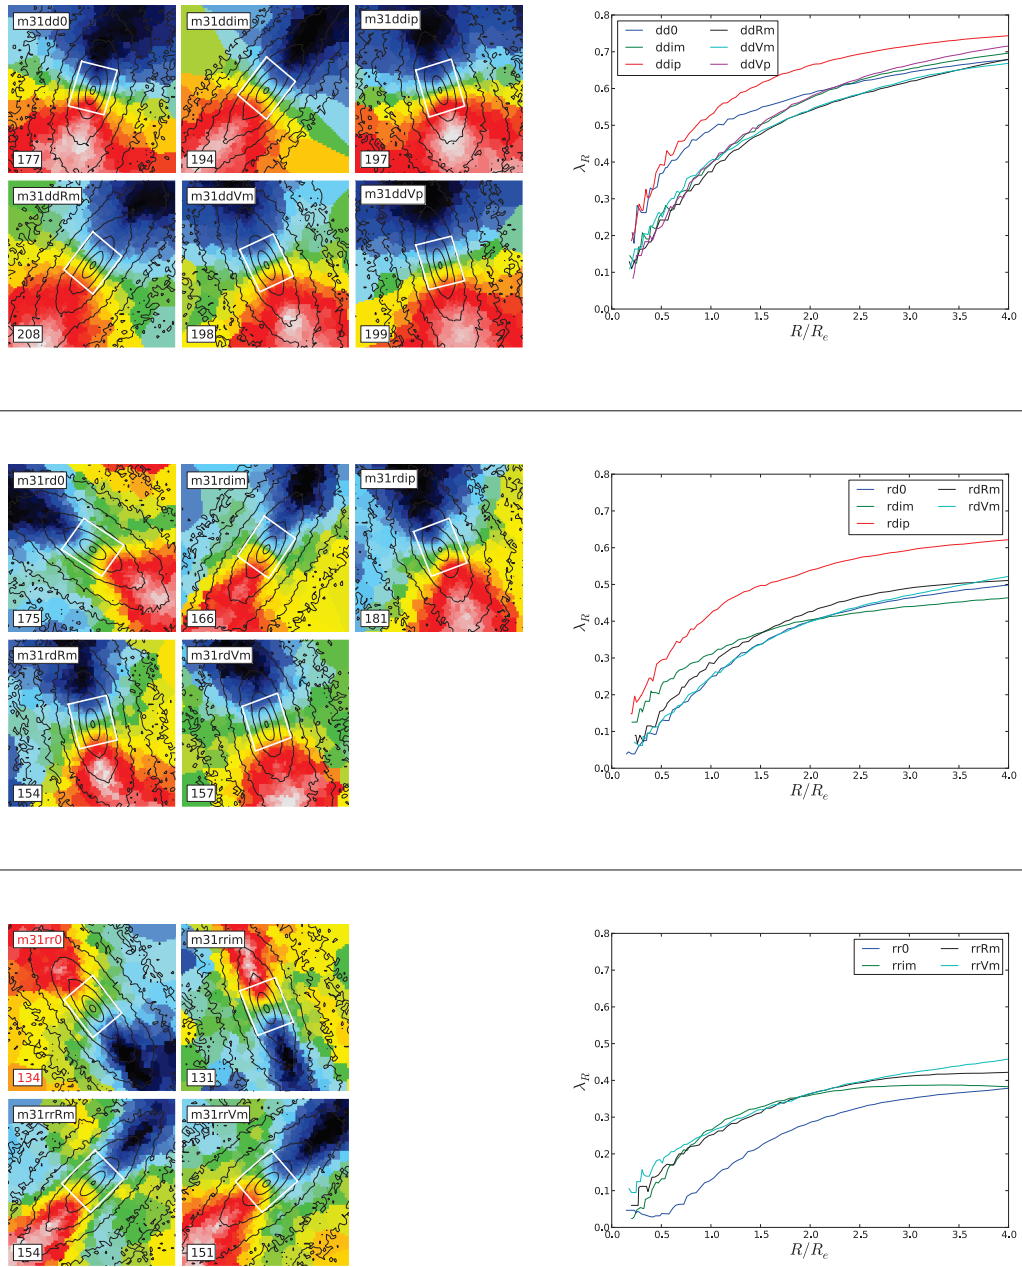 m31dd0 m31ddim m31ddip
177 194 197
m31ddRm m31ddVm m31ddVp
208 198 199
dd0 ddRm
ddim ddVm
ddip ddVp
0.8
0.7
0.6
0.5
0.4
0.3
0.2
0.1
0.0
λ_R
0.0 0.5 1.0 1.5 2.0 2.5 3.0 3.5 4.0
R/R_e
m31rd0 m31rdim m31rdip
175 166 181
m31rdRm m31rdVm
154 157
rd0 rdRm
rdim rdVm
rdip
0.8
0.7
0.6
0.5
0.4
0.3
0.2
0.1
0.0
λ_R
0.0 0.5 1.0 1.5 2.0 2.5 3.0 3.5 4.0
R/R_e
m31rr0 m31rrim
134 131
m31rrRm m31rrVm
154 151
rr0 rrRm
rrim rrVm
0.8
0.7
0.6
0.5
0.4
0.3
0.2
0.1
0.0
λ_R
0.0 0.5 1.0 1.5 2.0 2.5 3.0 3.5 4.0
R/R_e